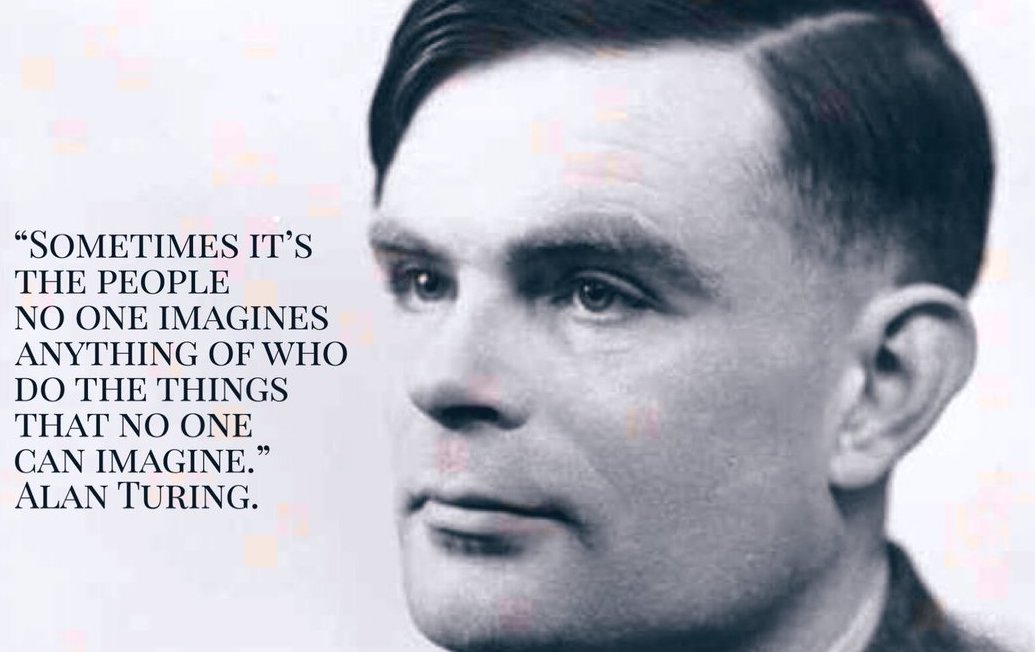 “Sometimes it’s
the people
no one imagines
anything of who
do the things
that no one
can imagine.”
Alan Turing.